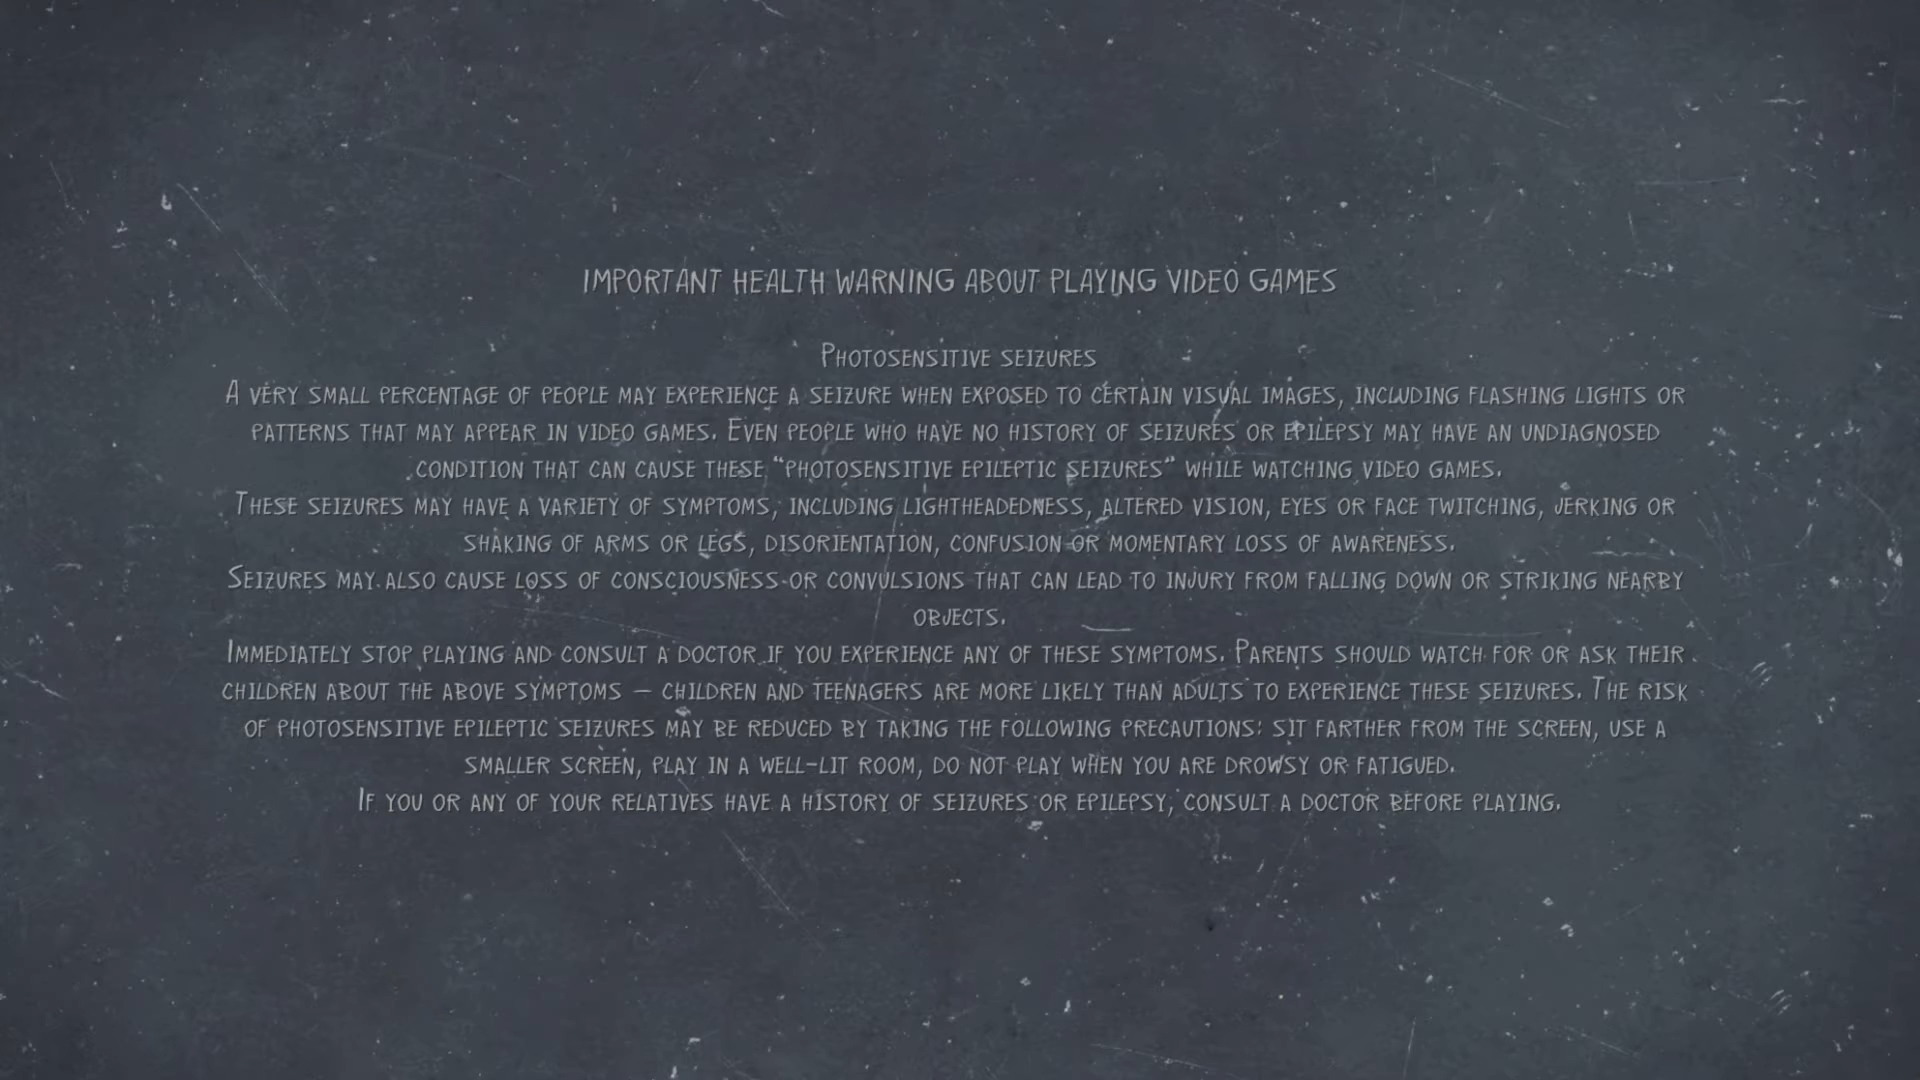 IMPORTANT HEALTH WARNING ABOUT PLAYING VIDEO GAMES
PHOTOSENSITIVE SEIZURES
A VERY SMALL PERCENTAGE OF PEOPLE MAY EXPERIENCE A SEIZURE WHEN EXPOSED TO CERTAIN VISUAL IMAGES, INCLUDING FLASHING LIGHTS OR
PATTERNS THAT MAY APPEAR IN VIDEO GAMES. EVEN PEOPLE WHO HAVE NO HISTORY OF SEIZURES OR EPILEPSY MAY HAVE AN UNDIAGNOSED
CONDITION THAT CAN CAUSE THESE "PHOTOSENSITIVE EPILEPTIC SEIZURES" WHILE WATCHING VIDEO GAMES.
THESE SEIZURES MAY HAVE A VARIETY OF SYMPTOMS, INCLUDING LIGHTHEADEDNESS, ALTERED VISION, EYES OR FACE TWITCHING, JERKING OR
SHAKING OF ARMS OR LEGS, DISORIENTATION, CONFUSION OR MOMENTARY LOSS OF AWARENESS.
SEIZURES MAY ALSO CAUSE LOSS OF CONSCIOUSNESS OR CONVULSIONS THAT CAN LEAD TO INJURY FROM FALLING DOWN OR STRIKING NEARBY
OBJECTS.
IMMEDIATELY STOP PLAYING AND CONSULT A DOCTOR IF YOU EXPERIENCE ANY OF THESE SYMPTOMS. PARENTS SHOULD WATCH FOR OR ASK THEIR
CHILDREN ABOUT THE ABOVE SYMPTOMS – CHILDREN AND TEENAGERS ARE MORE LIKELY THAN ADULTS TO EXPERIENCE THESE SEIZURES. THE RISK
OF PHOTOSENSITIVE EPILEPTIC SEIZURES MAY BE REDUCED BY TAKING THE FOLLOWING PRECAUTIONS: SIT FARTHER FROM THE SCREEN, USE A
SMALLER SCREEN, PLAY IN A WELL-LIT ROOM, DO NOT PLAY WHEN YOU ARE DROWSY OR FATIGUED.
IF YOU OR ANY OF YOUR RELATIVES HAVE A HISTORY OF SEIZURES OR EPILEPSY, CONSULT A DOCTOR BEFORE PLAYING.